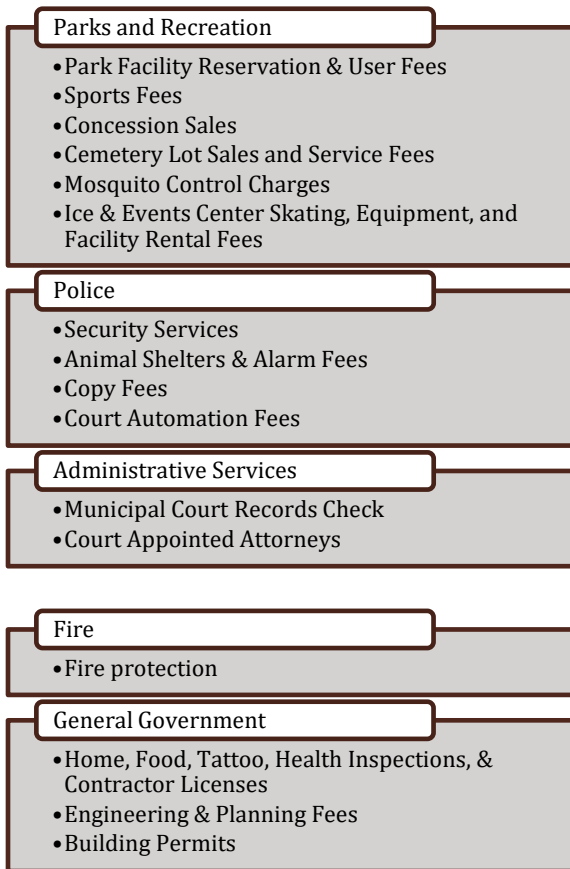 Parks and Recreation
•Park Facility Reservation & User Fees
•Sports Fees
•Concession Sales
•Cemetery Lot Sales and Service Fees
•Mosquito Control Charges
•Ice & Events Center Skating, Equipment, and
Facility Rental Fees
Police
•Security Services
•Animal Shelters & Alarm Fees
•Copy Fees
•Court Automation Fees
Administrative Services
•Municipal Court Records Check
•Court Appointed Attorneys
Fire
•Fire protection
General Government
•Home, Food, Tattoo, Health Inspections, &
Contractor Licenses
•Engineering & Planning Fees
•Building Permits